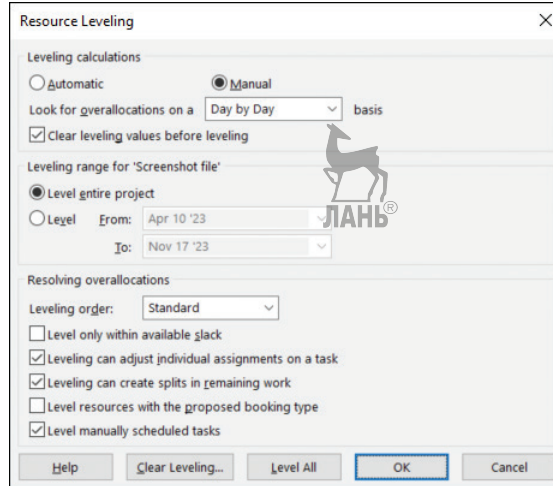 Resource Leveling
Leveling calculations
Automatic Manual
Look for overallocations on a Day by Day basis
Clear leveling values before leveling
Leveling range for 'Screenshot file'
Level entire project
Level From: Apr 10 '23
To: Nov 17 '23
ЛАНЬ®
Resolving overallocations
Leveling order: Standard
Level only within available slack
Leveling can adjust individual assignments on a task
Leveling can create splits in remaining work
Level resources with the proposed booking type
Level manually scheduled tasks
Help Clear Leveling... Level All OK Cancel